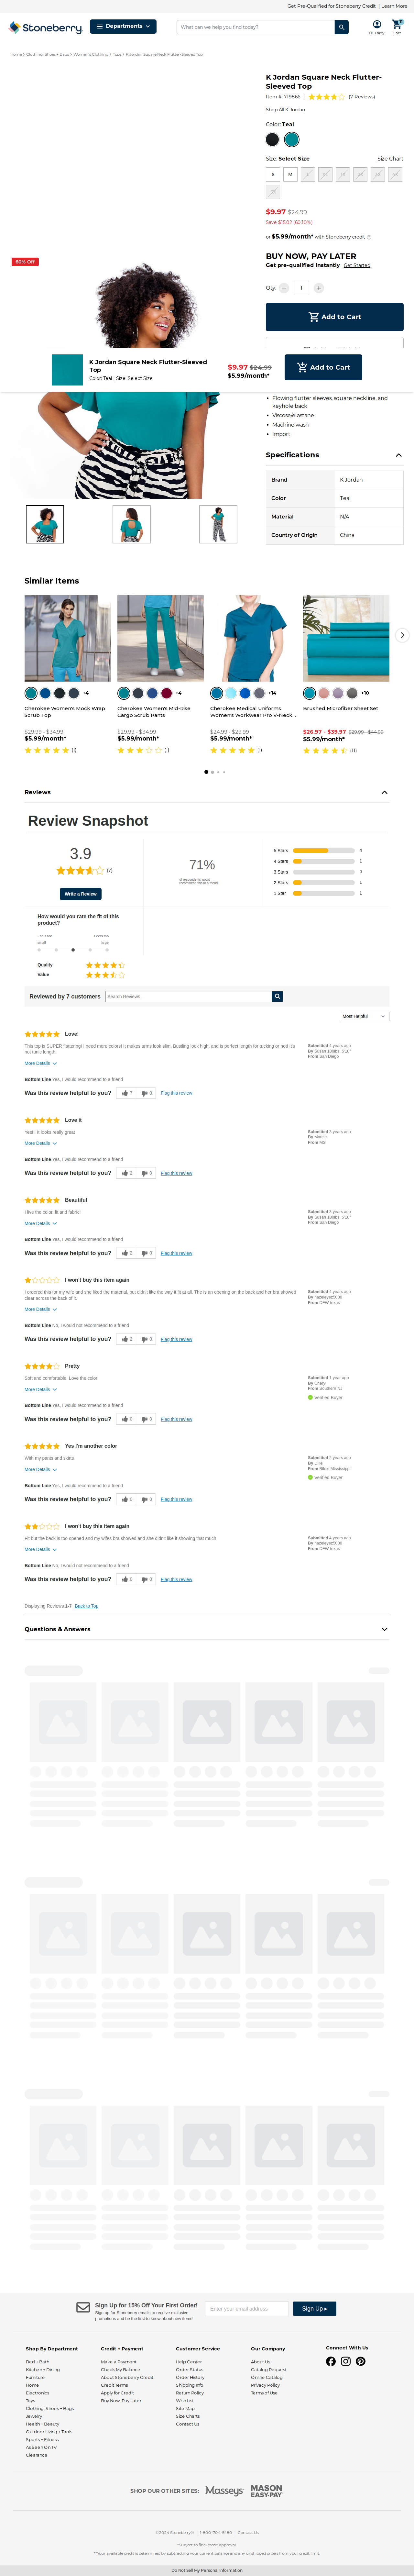 Get Pre-Qualified for Stoneberry Credit | Learn More
Stoneberry
Departments
What can we help you find today?
Hi, Terry!
Cart
Home > Clothing, Shoes + Bags > Women's Clothing > Tops > K Jordan Square Neck Flutter-Sleeved Top
K Jordan Square Neck Flutter-
Sleeved Top
Item #: 719866 (7 Reviews)
Shop All K Jordan
Color: Teal
Size: Select Size
Size Chart
S M
$9.97 $24.99
Save $15.02 (60.10%)
or $5.99/month* with Stoneberry credit
60% Off
BUY NOW, PAY LATER
Get pre-qualified instantly Get Started
Qty: 1
Add to Cart
K Jordan Square Neck Flutter-Sleeved
Top
Color: Teal | Size: Select Size
$9.97 $24.99
$5.99/month*
Add to Cart
Flowing flutter sleeves, square neckline, and
keyhole back
Viscose/elastane
Machine wash
Import
Specifications
Brand K Jordan
Color Teal
Material N/A
Country of Origin China
Similar Items
+4
+4
+14
+10
Cherokee Women's Mock Wrap
Scrub Top
$29.99 - $34.99
$5.99/month*
(1)
Cherokee Women's Mid-Rise
Cargo Scrub Pants
$29.99 - $34.99
$5.99/month*
(1)
Cherokee Medical Uniforms
Women's Workwear Pro V-Neck...
$24.99 - $29.99
$5.99/month*
(1)
Brushed Microfiber Sheet Set
$26.97 - $39.97 $29.99 - $44.99
$5.99/month*
(11)
Reviews
Review Snapshot
3.9
(7)
Write a Review
71%
of respondents would
recommend this to a friend
5 Stars 4
4 Stars 1
3 Stars 0
2 Stars 1
1 Star 1
How would you rate the fit of this
product?
Feels too
small
Feels too
large
Quality
Value
Reviewed by 7 customers
Search Reviews
Most Helpful
Love!
This top is SUPER flattering! I need more colors! It makes arms look slim. Bustling look high, and is perfect length for tucking or not! It's
not tunic length.
Submitted 4 years ago
By Susan 160lbs, 5'10"
From San Diego
More Details
Bottom Line Yes, I would recommend to a friend
Was this review helpful to you? 7 0 Flag this review
Love it
Yes!!! It looks really great
Submitted 3 years ago
By Marcie
From MS
More Details
Bottom Line Yes, I would recommend to a friend
Was this review helpful to you? 2 0 Flag this review
Beautiful
I live the color, fit and fabric!
Submitted 3 years ago
By Susan 160lbs, 5'10"
From San Diego
More Details
Bottom Line Yes, I would recommend to a friend
Was this review helpful to you? 2 0 Flag this review
I won't buy this item again
I ordered this for my wife and she liked the material, but didn't like the way it fit at all. The is an opening on the back and her bra showed
clear across the back of it.
Submitted 4 years ago
By hazeleyez5000
From DFW texas
More Details
Bottom Line No, I would not recommend to a friend
Was this review helpful to you? 2 5 Flag this review
Pretty
Soft and comfortable. Love the color!
Submitted 1 year ago
By Cheryl
From Southern NJ
Verified Buyer
More Details
Bottom Line Yes, I would recommend to a friend
Was this review helpful to you? 0 0 Flag this review
Yes I'm another color
With my pants and skirts
Submitted 2 years ago
By Lillie
From Biloxi Mississippi
Verified Buyer
More Details
Bottom Line Yes, I would recommend to a friend
Was this review helpful to you? 0 0 Flag this review
I won't buy this item again
Fit but the back is too opened and my wifes bra showed and she didn't like it showing that much
Submitted 4 years ago
By hazeleyez5000
From DFW texas
More Details
Bottom Line No, I would not recommend to a friend
Was this review helpful to you? 0 3 Flag this review
Displaying Reviews 1-7 Back to Top
Questions & Answers
Sign Up for 15% Off Your First Order!
Sign up for Stoneberry emails to receive exclusive
promotions and be the first to know about new items!
Enter your email address
Sign Up ▸
Shop By Department
Bed + Bath
Kitchen + Dining
Furniture
Home
Electronics
Toys
Clothing, Shoes + Bags
Jewelry
Health + Beauty
Outdoor Living + Tools
Sports + Fitness
As Seen On TV
Clearance
Credit + Payment
Make a Payment
Check My Balance
About Stoneberry Credit
Credit Terms
Apply for Credit
Buy Now, Pay Later
Customer Service
Help Center
Order Status
Order History
Shipping Info
Return Policy
Wish List
Site Map
Size Charts
Contact Us
Our Company
About Us
Catalog Request
Online Catalog
Privacy Policy
Terms of Use
Connect With Us
SHOP OUR OTHER SITES: Masseys MASON EASY-PAY
©2024 Stoneberry® | 1-800-704-5480 | Contact Us
*Subject to final credit approval.
**Your available credit is determined by subtracting your current balance and any unshipped orders from your credit limit.
Do Not Sell My Personal Information